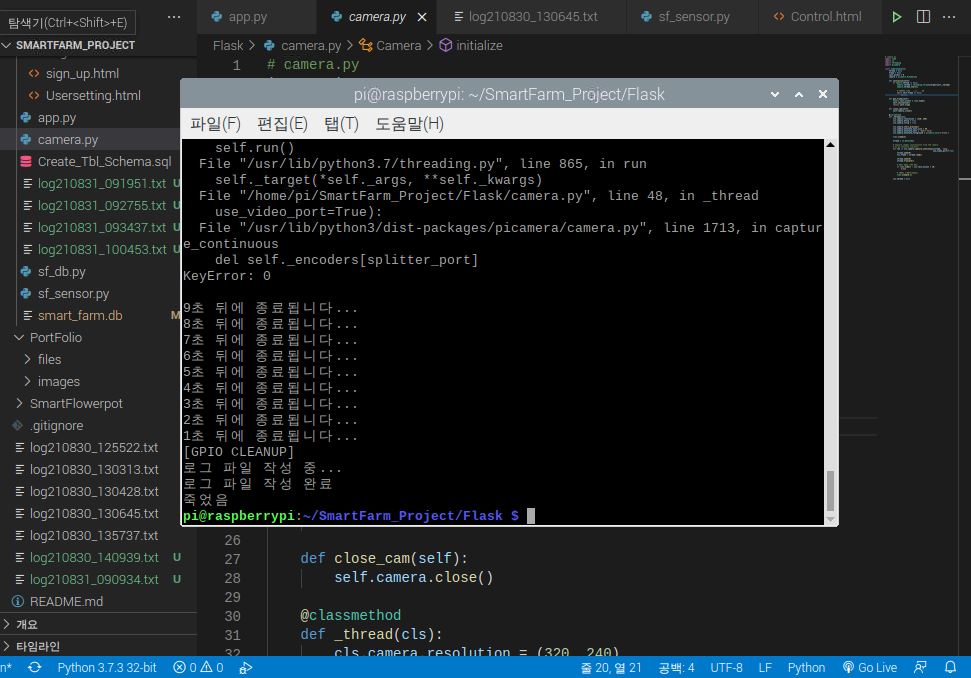 탐색기(Ctrl+<Shift>+E)
app.py
camera.py
log210830_130645.txt
sf_sensor.py
Control.html
SMARTFARM_PROJECT
Flask > camera.py > Camera > initialize
sign_up.html
Usersetting.html
app.py
camera.py
Create_Tbl_Schema.sql
log210831_091951.txt U
log210831_092755.txt U
log210831_093437.txt U
log210831_100453.txt U
sf_db.py
sf_sensor.py
smart_farm.db M
PortFolio
files
images
SmartFlowerpot
.gitignore
log210830_125522.txt
log210830_130313.txt
log210830_130428.txt
log210830_130645.txt
log210830_135737.txt
log210830_140939.txt U
log210831_090934.txt U
README.md
개요
타임라인
1 # camera.py
pi@raspberrypi: ~/SmartFarm_Project/Flask
파일(F) 편집(E) 탭(T) 도움말(H)
self.run()
File "/usr/lib/python3.7/threading.py", line 865, in run
self._target(*self._args, **self._kwargs)
File "/home/pi/SmartFarm_Project/Flask/camera.py", line 48, in _thread
use_video_port=True):
File "/usr/lib/python3/dist-packages/picamera/camera.py", line 1713, in captur
e_continuous
del self._encoders[splitter_port]
KeyError: 0
9초 뒤에 종료됩니다...
8초 뒤에 종료됩니다...
7초 뒤에 종료됩니다...
6초 뒤에 종료됩니다...
5초 뒤에 종료됩니다...
4초 뒤에 종료됩니다...
3초 뒤에 종료됩니다...
2초 뒤에 종료됩니다...
1초 뒤에 종료됩니다...
[GPIO CLEANUP]
로그 파일 작성 중...
로그 파일 작성 완료
죽었음
pi@raspberrypi:~/SmartFarm_Project/Flask $
26
27 def close_cam(self):
28 self.camera.close()
29
30 @classmethod
31 def _thread(cls):
32 cls.camera.resolution = (320, 240)
n* Python 3.7.3 32-bit 0 0 줄 20, 열 21 공백: 4 UTF-8 LF Python Go Live